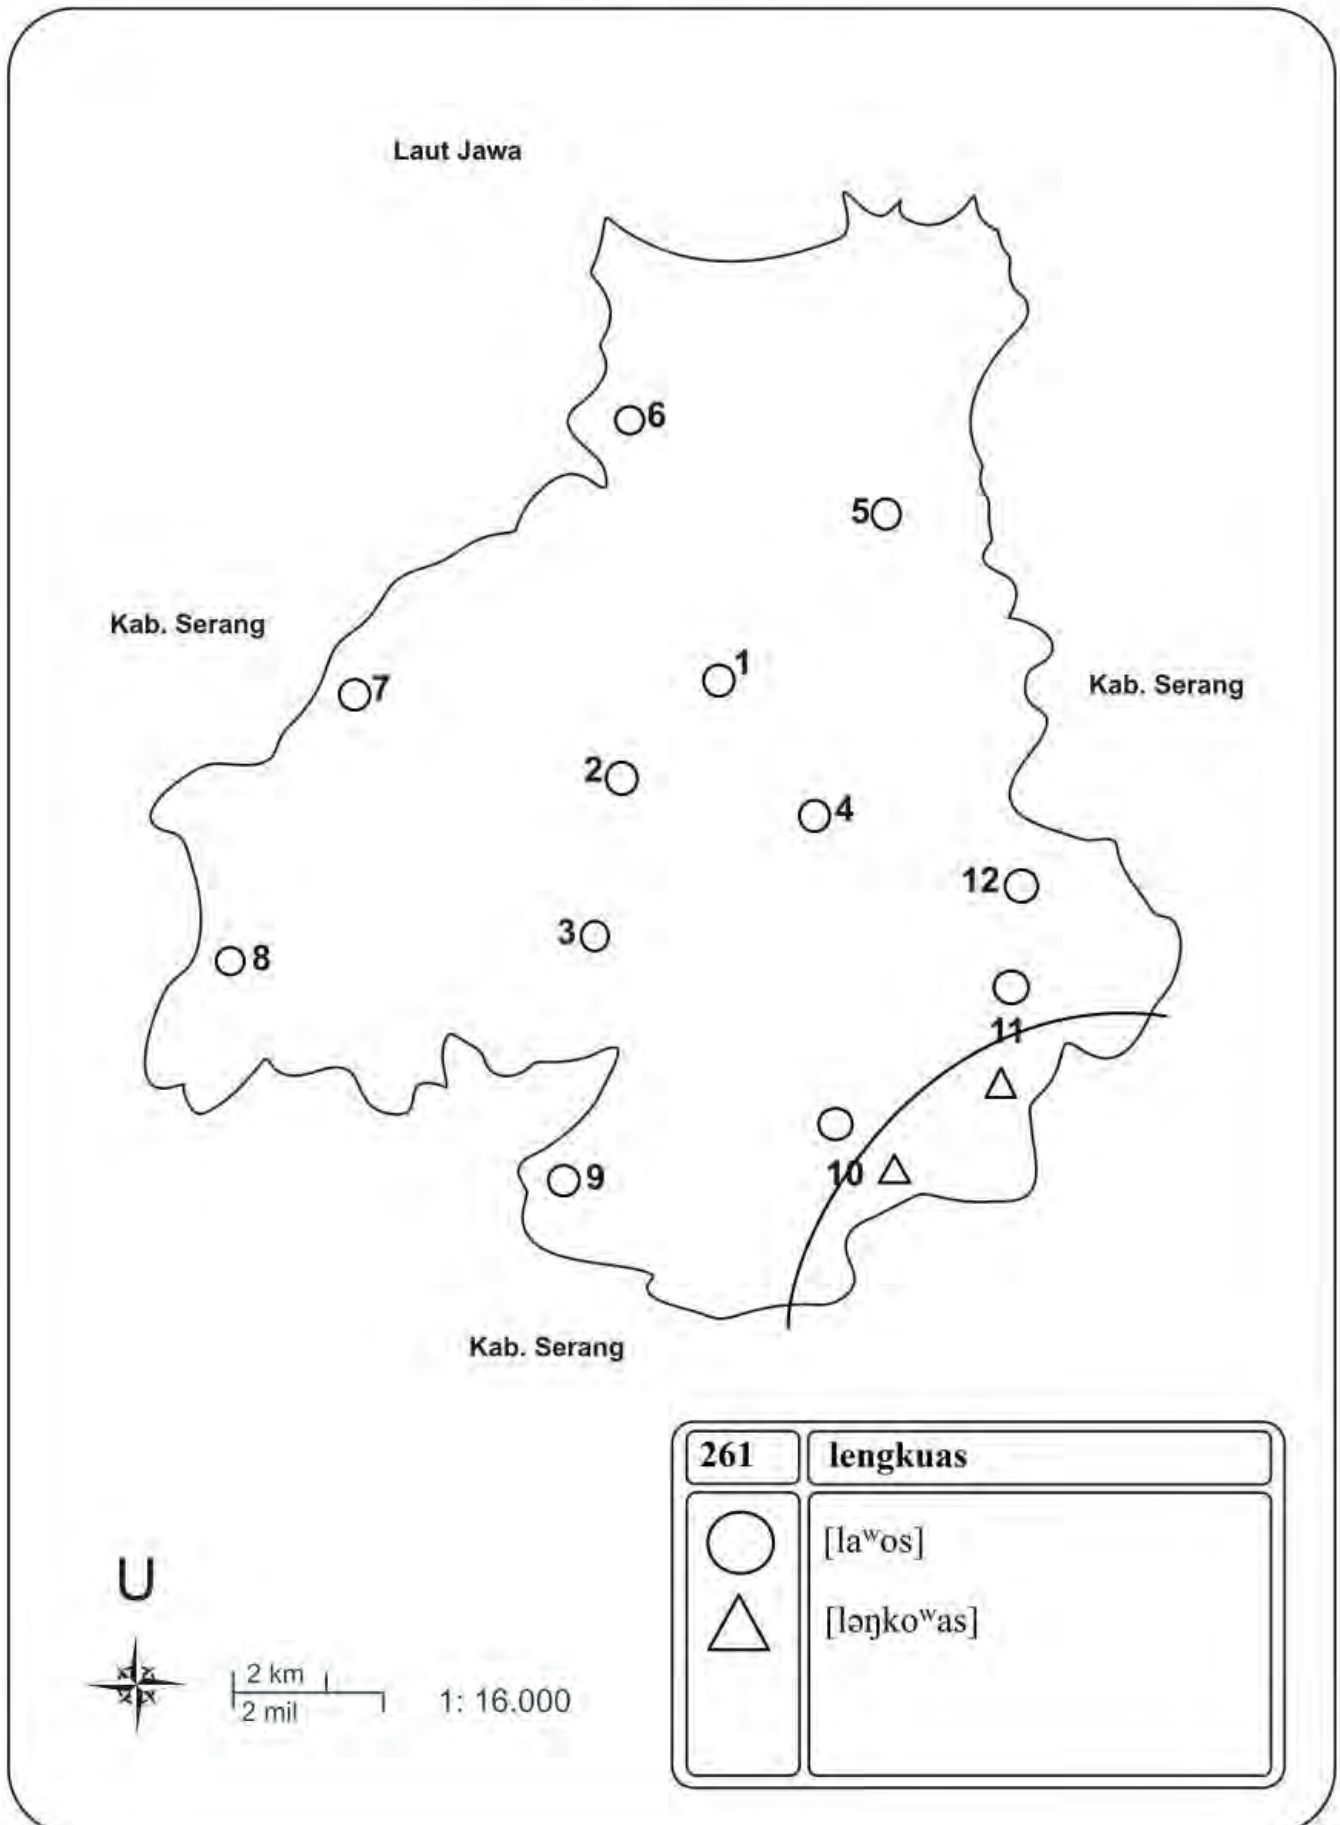 Laut Jawa
6
5
Kab. Serang
1
7
Kab. Serang
2
4
12
3
8
11
10
9
Kab. Serang
261 lengkuas
[laʷos]
[ləŋkoʷas]
U
2 km
2 mil
1: 16.000